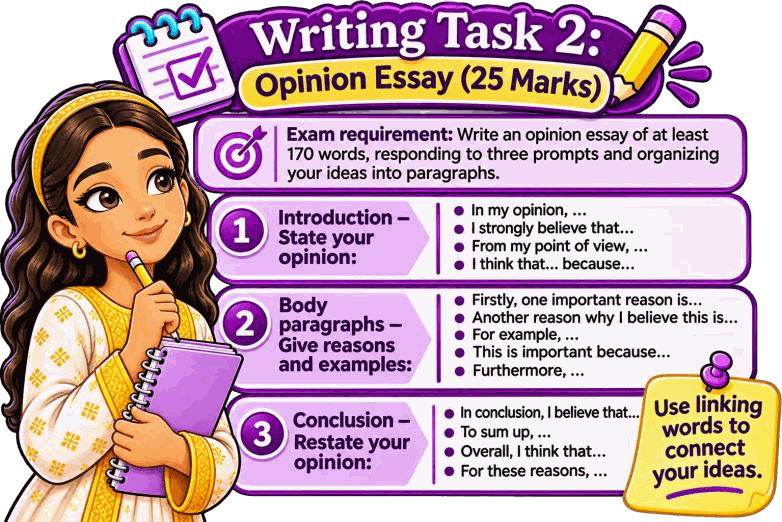 Writing Task 2:
Opinion Essay (25 Marks)
Exam requirement: Write an opinion essay of at least
170 words, responding to three prompts and organizing
your ideas into paragraphs.
1
Introduction –
State your
opinion:
• In my opinion, ...
• I strongly believe that...
• From my point of view, ...
• I think that... because...
2
Body
paragraphs –
Give reasons
and examples:
• Firstly, one important reason is...
• Another reason why I believe this is...
• For example, ...
• This is important because...
• Furthermore, ...
3
Conclusion –
Restate your
opinion:
• In conclusion, I believe that...
• To sum up, ...
• Overall, I think that...
• For these reasons, ...
Use linking
words to
connect
your ideas.